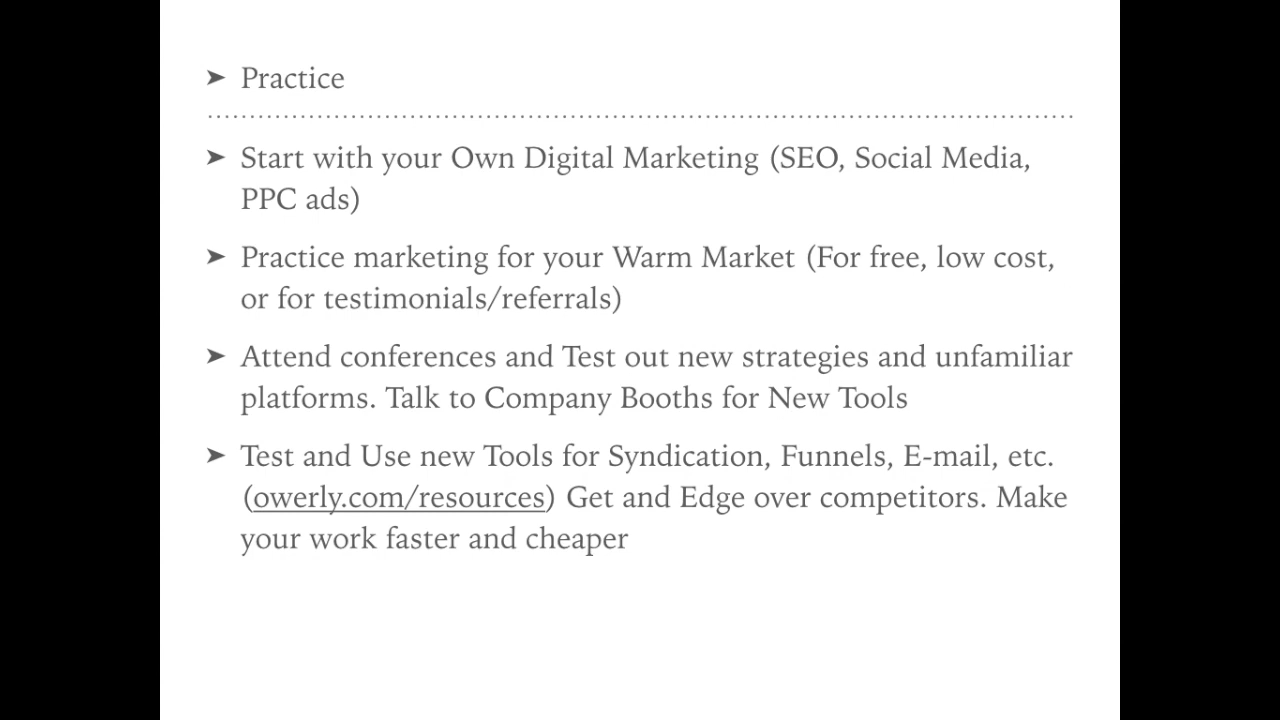 ➤ Practice
➤ Start with your Own Digital Marketing (SEO, Social Media,
PPC ads)
➤ Practice marketing for your Warm Market (For free, low cost,
or for testimonials/referrals)
➤ Attend conferences and Test out new strategies and unfamiliar
platforms. Talk to Company Booths for New Tools
➤ Test and Use new Tools for Syndication, Funnels, E-mail, etc.
(owerly.com/resources) Get and Edge over competitors. Make
your work faster and cheaper